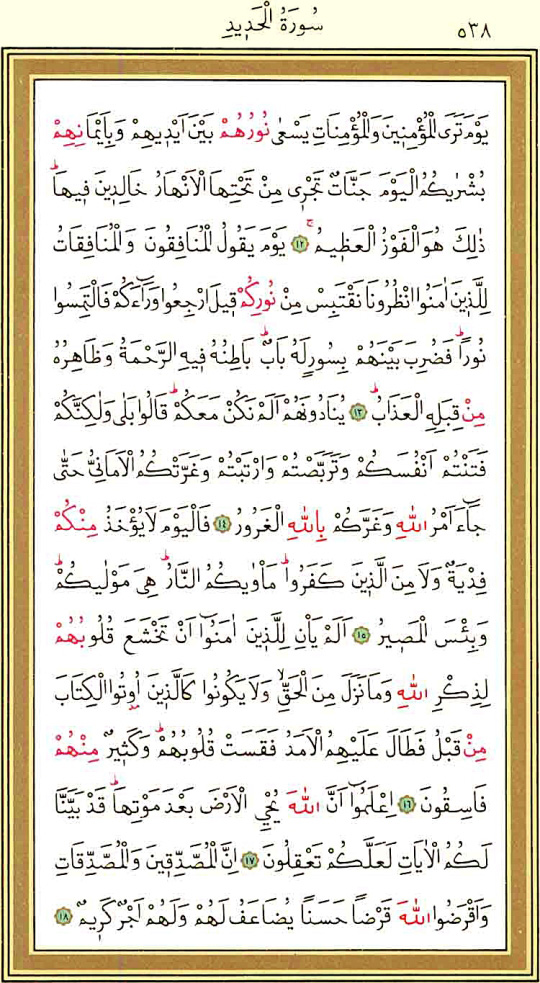 سُورَةُ الْحَدٖيدِ ٥٣٨
يَوْمَ تَرَى الْمُؤْمِنٖينَ وَالْمُؤْمِنَاتِ يَسْعٰى نُورُهُمْ بَيْنَ اَيْدٖيهِمْ وَبِاَيْمَانِهِمْ
بُشْرٰيكُمُ الْيَوْمَ جَنَّاتٌ تَجْرٖى مِنْ تَحْتِهَا الْاَنْهَارُ خَالِدٖينَ فٖيهَاؕ
ذٰلِكَ هُوَ الْفَوْزُ الْعَظٖيمُۚ ﴿١٢﴾ يَوْمَ يَقُولُ الْمُنَافِقُونَ وَالْمُنَافِقَاتُ
لِلَّذٖينَ اٰمَنُوا انْظُرُونَا نَقْتَبِسْ مِنْ نُورِكُمْۚ قٖيلَ ارْجِعُوا وَرَٓاءَكُمْ فَالْتَمِسُوا
نُوراًؕ فَضُرِبَ بَيْنَهُمْ بِسُورٍ لَهُ بَابٌؕ بَاطِنُهُ فٖيهِ الرَّحْمَةُ وَظَاهِرُهُ
مِنْ قِبَلِهِ الْعَذَابُؕ ﴿١٣﴾ يُنَادُونَهُمْ اَلَمْ نَكُنْ مَعَكُمْؕ قَالُوا بَلٰى وَلٰكِنَّكُمْ
فَتَنْتُمْ اَنْفُسَكُمْ وَتَرَبَّصْتُمْ وَارْتَبْتُمْ وَغَرَّتْكُمُ الْاَمَانِىُّ حَتّٰى
جَٓاءَ اَمْرُ اللّٰهِ وَغَرَّكُمْ بِاللّٰهِ الْغَرُورُ ﴿١٤﴾ فَالْيَوْمَ لَا يُؤْخَذُ مِنْكُمْ
فِدْيَةٌ وَلَا مِنَ الَّذٖينَ كَفَرُواؕ مَاْوٰيكُمُ النَّارُؕ هِىَ مَوْلٰيكُمْؕ
وَبِئْسَ الْمَصٖيرُ ﴿١٥﴾ اَلَمْ يَاْنِ لِلَّذٖينَ اٰمَنُٓوا اَنْ تَخْشَعَ قُلُوبُهُمْ
لِذِكْرِ اللّٰهِ وَمَا نَزَلَ مِنَ الْحَقِّۙ وَلَا يَكُونُوا كَالَّذٖينَ اُوتُوا الْكِتَابَ
مِنْ قَبْلُ فَطَالَ عَلَيْهِمُ الْاَمَدُ فَقَسَتْ قُلُوبُهُمْؕ وَكَثٖيرٌ مِنْهُمْ
فَاسِقُونَ ﴿١٦﴾ اِعْلَمُٓوا اَنَّ اللّٰهَ يُحْيِ الْاَرْضَ بَعْدَ مَوْتِهَاؕ قَدْ بَيَّنَّا
لَكُمُ الْاٰيَاتِ لَعَلَّكُمْ تَعْقِلُونَ ﴿١٧﴾ اِنَّ الْمُصَّدِّقٖينَ وَالْمُصَّدِّقَاتِ
وَاَقْرَضُوا اللّٰهَ قَرْضاً حَسَناً يُضَاعَفُ لَهُمْ وَلَهُمْ اَجْرٌ كَرٖيمٌ ﴿١٨﴾